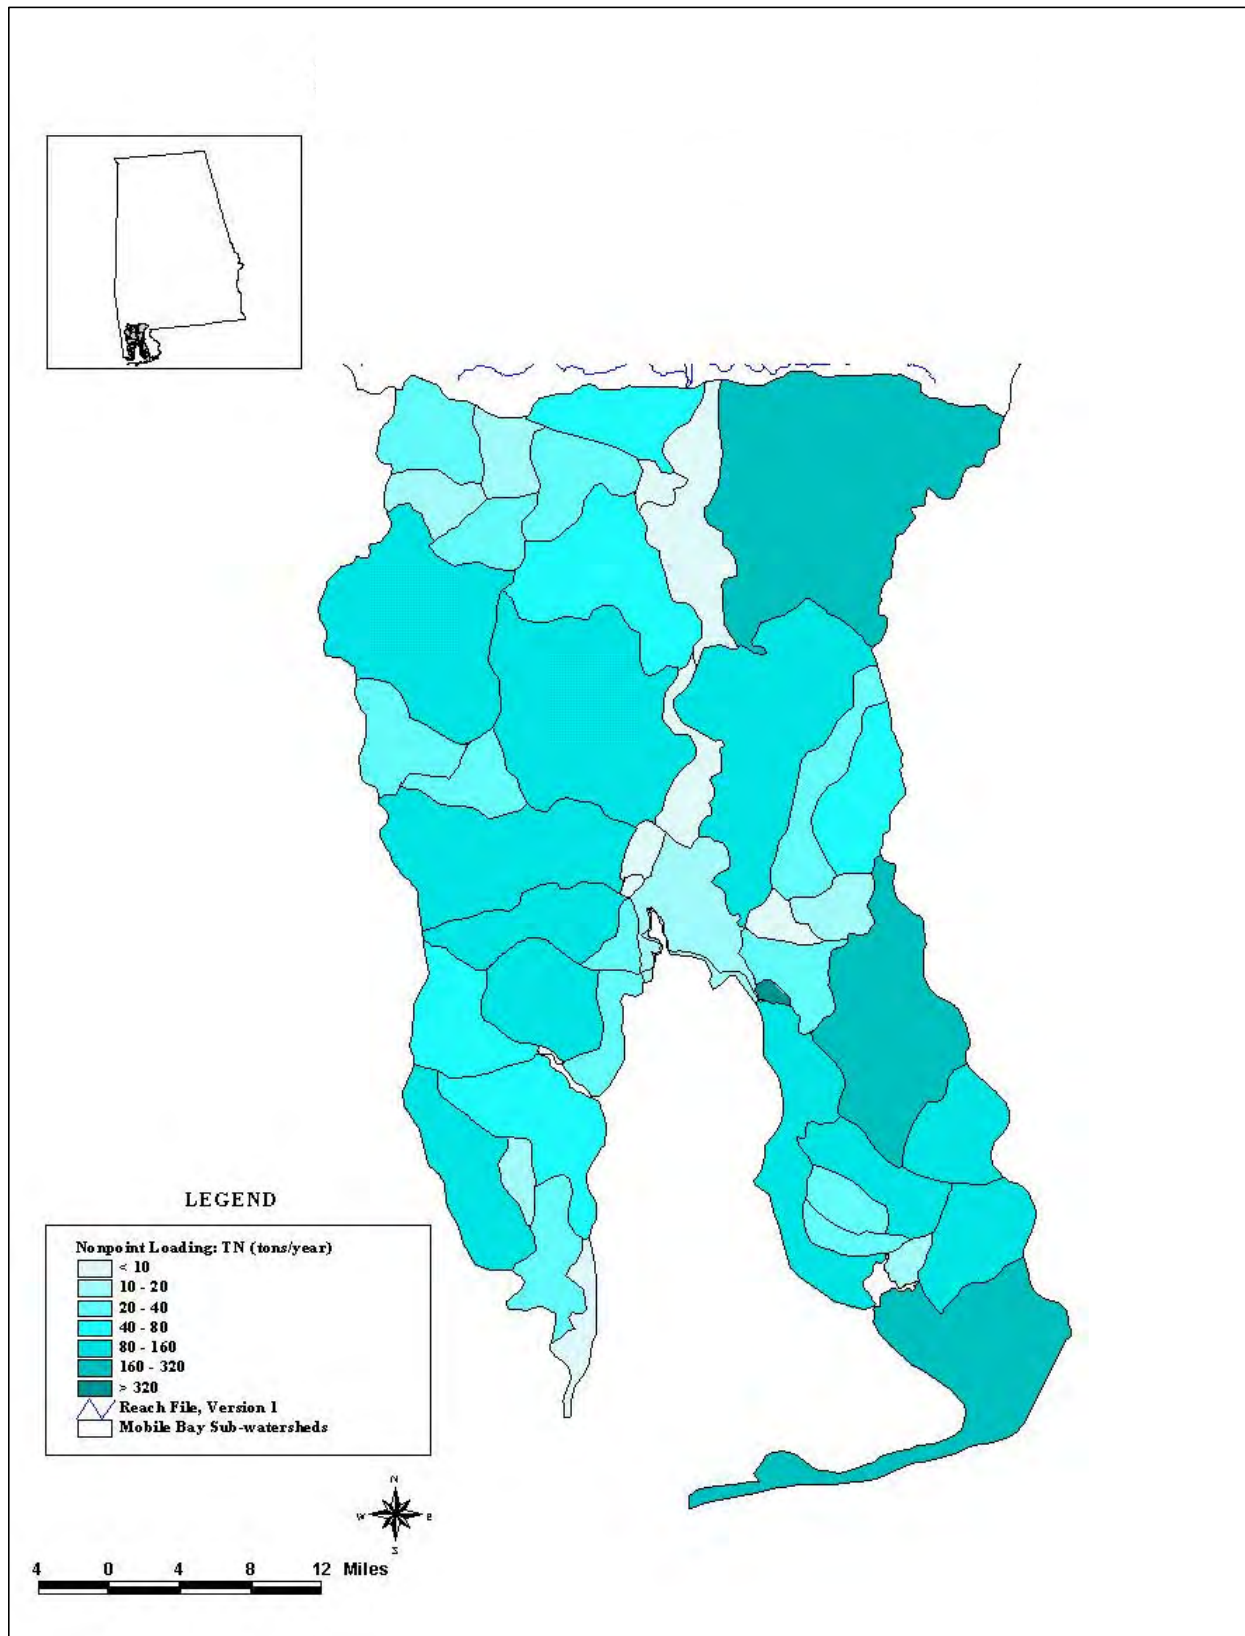 LEGEND
Nonpoint Loading: TN (tons/year)
< 10
10 - 20
20 - 40
40 - 80
80 - 160
160 - 320
> 320
Reach File, Version 1
Mobile Bay Sub-watersheds
N
W E
S
4 0 4 8 12 Miles